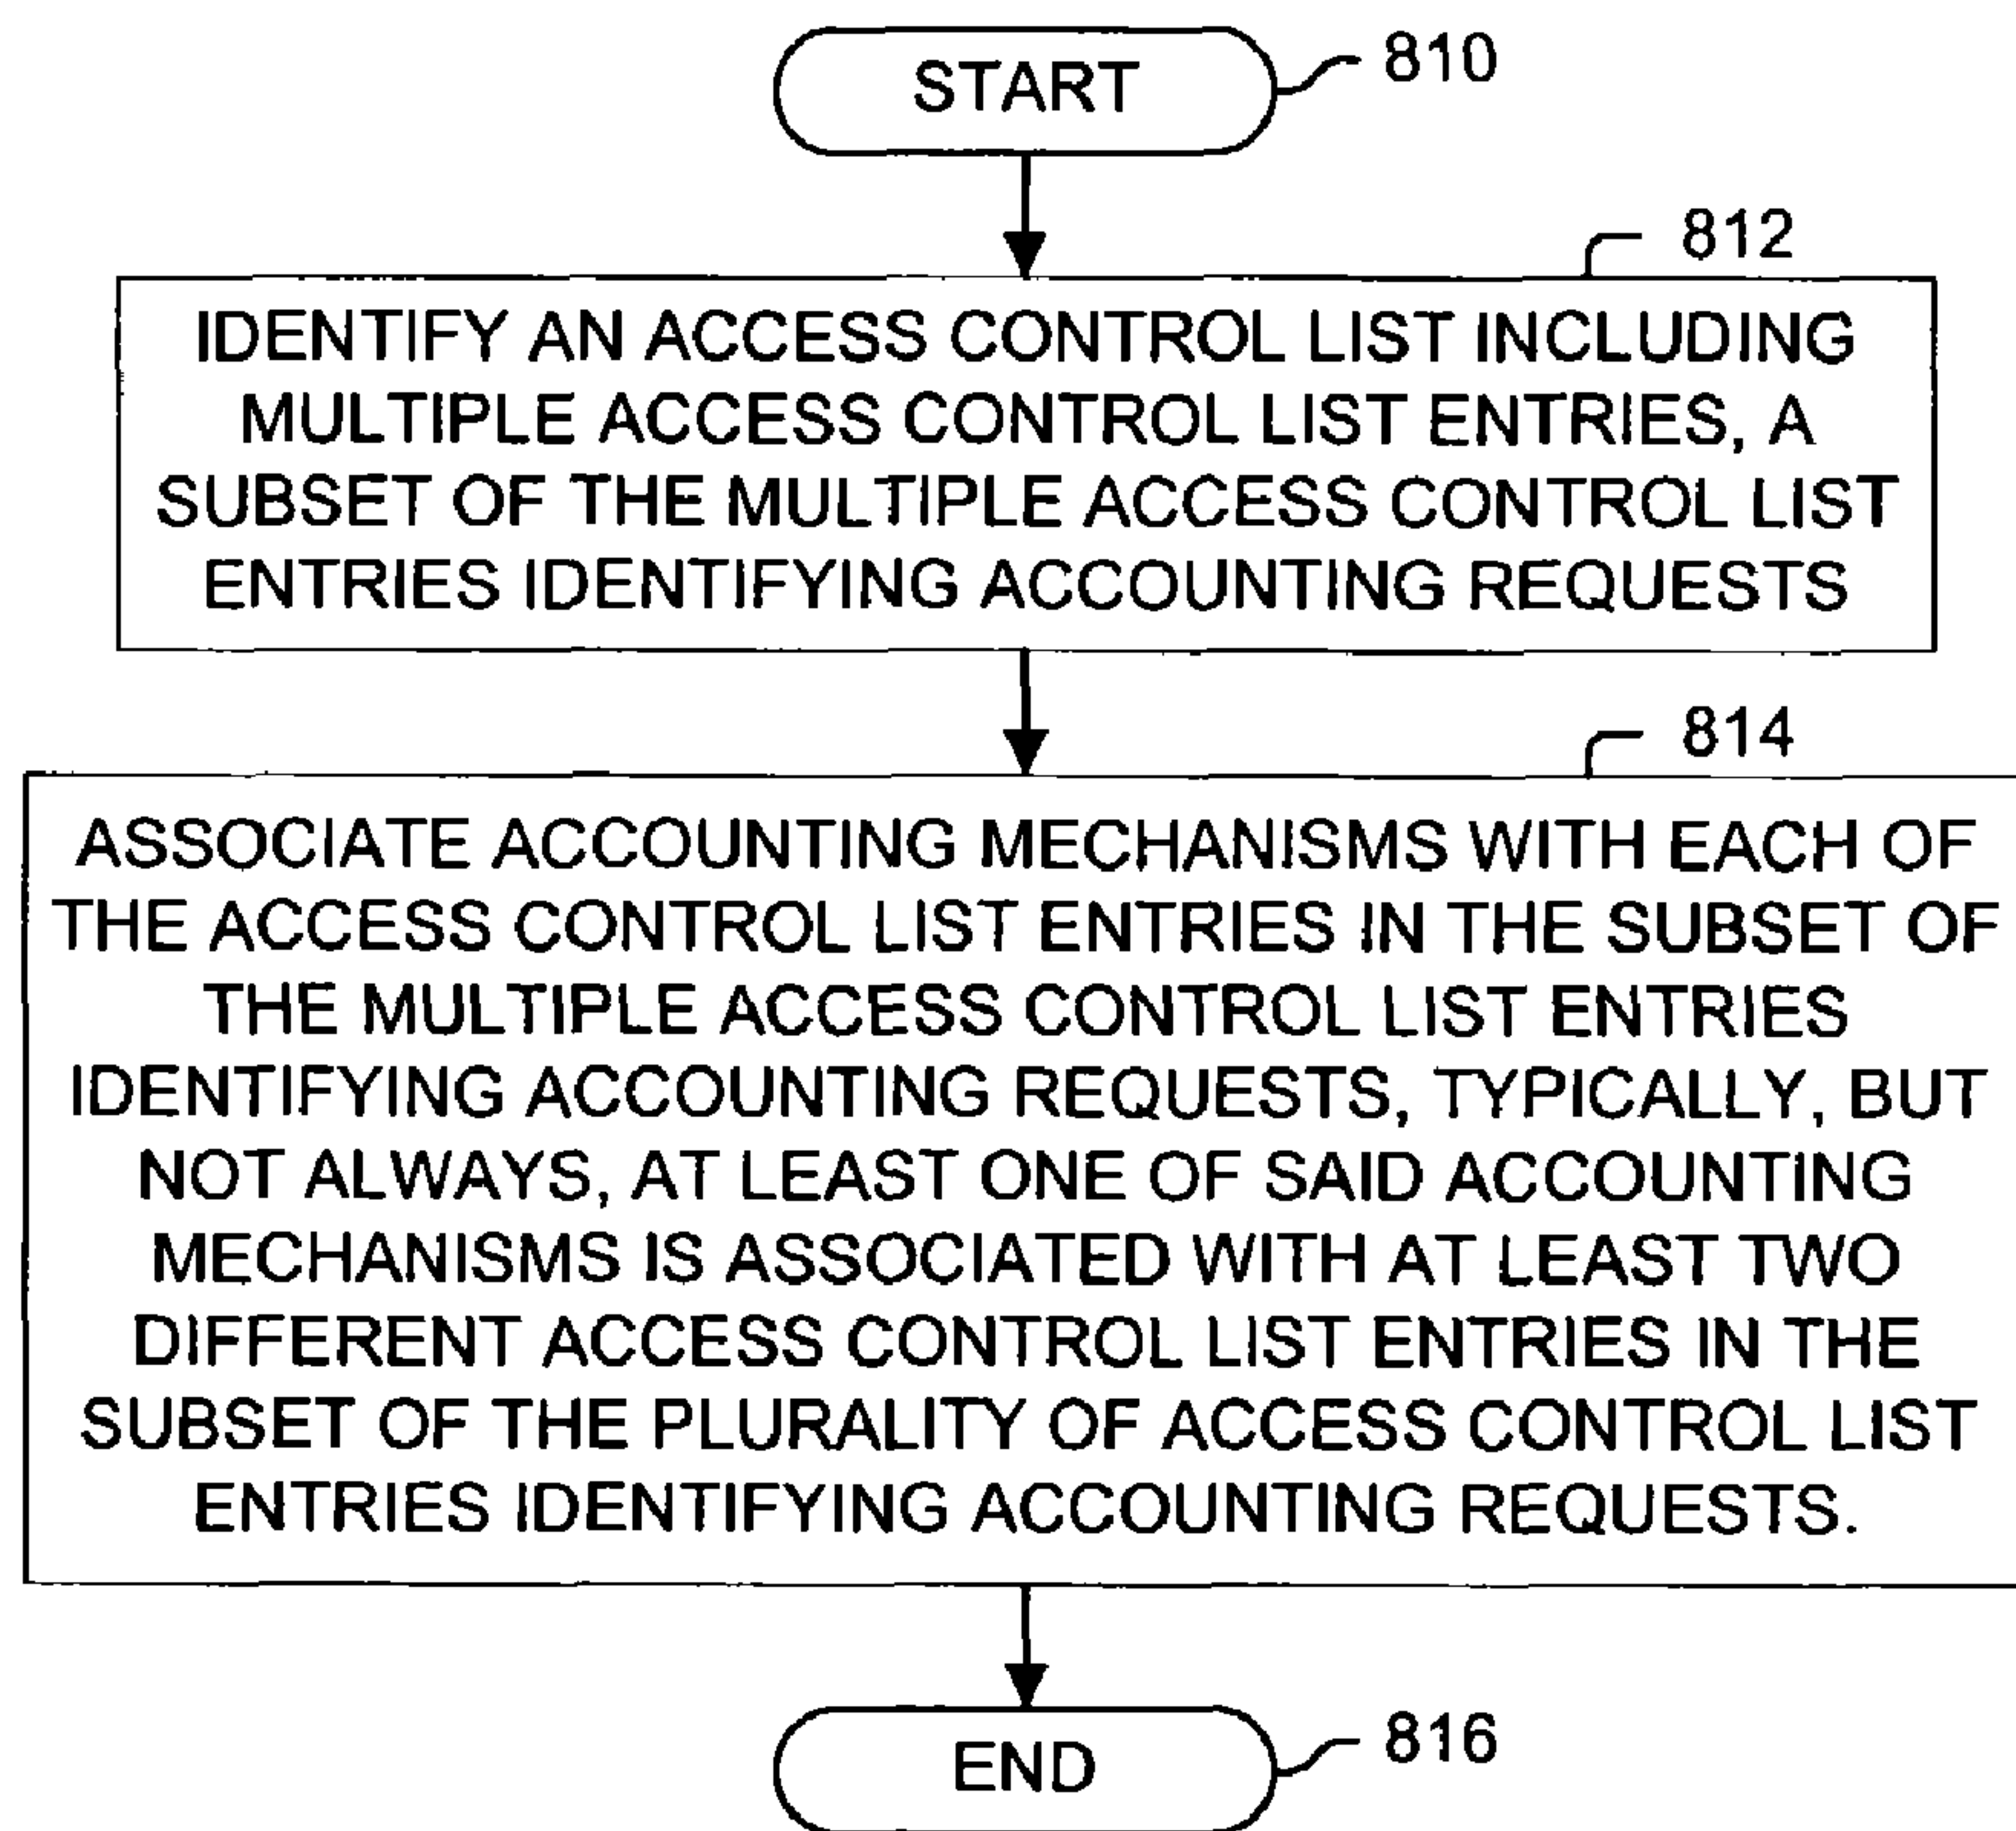 START
810
812
IDENTIFY AN ACCESS CONTROL LIST INCLUDING
MULTIPLE ACCESS CONTROL LIST ENTRIES, A
SUBSET OF THE MULTIPLE ACCESS CONTROL LIST
ENTRIES IDENTIFYING ACCOUNTING REQUESTS
814
ASSOCIATE ACCOUNTING MECHANISMS WITH EACH OF
THE ACCESS CONTROL LIST ENTRIES IN THE SUBSET OF
THE MULTIPLE ACCESS CONTROL LIST ENTRIES
IDENTIFYING ACCOUNTING REQUESTS, TYPICALLY, BUT
NOT ALWAYS, AT LEAST ONE OF SAID ACCOUNTING
MECHANISMS IS ASSOCIATED WITH AT LEAST TWO
DIFFERENT ACCESS CONTROL LIST ENTRIES IN THE
SUBSET OF THE PLURALITY OF ACCESS CONTROL LIST
ENTRIES IDENTIFYING ACCOUNTING REQUESTS.
END
816